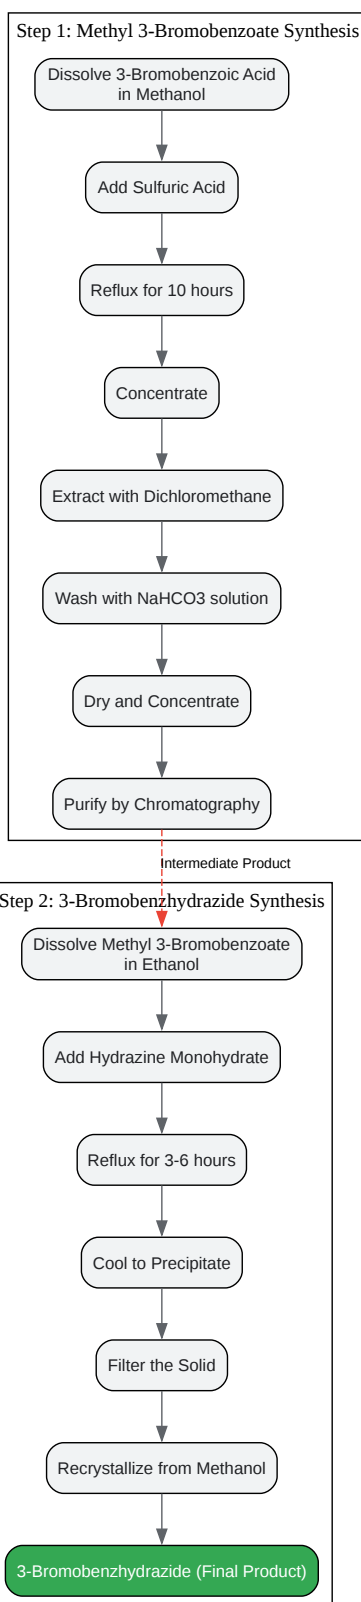 Step 1: Methyl 3-Bromobenzoate Synthesis
Dissolve 3-Bromobenzoic Acid
in Methanol
Add Sulfuric Acid
Reflux for 10 hours
Concentrate
Extract with Dichloromethane
Wash with NaHCO3 solution
Dry and Concentrate
Purify by Chromatography
Intermediate Product
Step 2: 3-Bromobenzhydrazide Synthesis
Dissolve Methyl 3-Bromobenzoate
in Ethanol
Add Hydrazine Monohydrate
Reflux for 3-6 hours
Cool to Precipitate
Filter the Solid
Recrystallize from Methanol
3-Bromobenzhydrazide (Final Product)